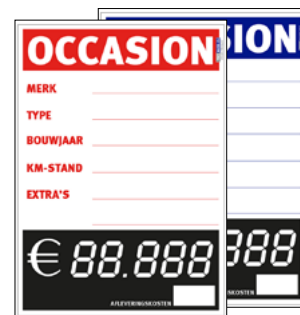 OCCASION
MERK
TYPE
BOUWJAAR
KM-STAND
EXTRA'S
€ 88.888
AFLEVERINGSKOSTEN
SION
888